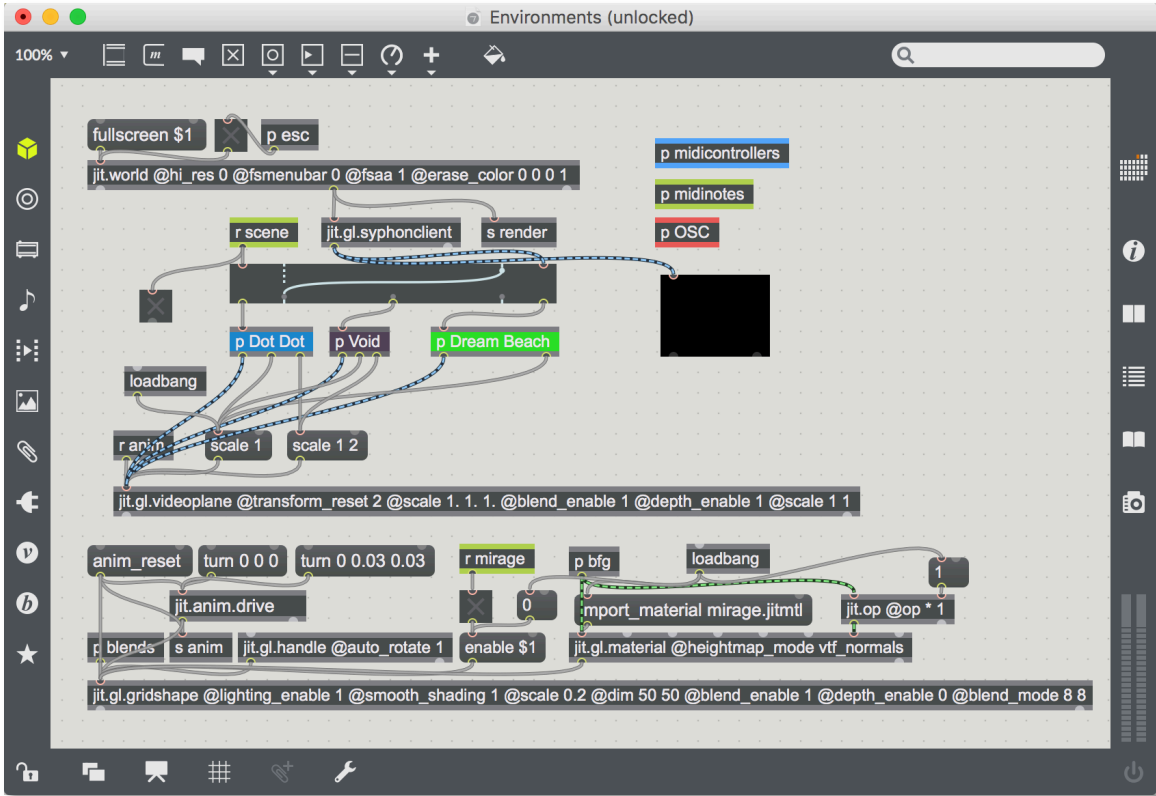 Environments (unlocked)
100%
fullscreen $1
p esc
p midicontrollers
jit.world @hi_res 0 @fsmenubar 0 @fsaa 1 @erase_color 0 0 0 1
p midinotes
r scene
jit.gl.syphonclient
s render
p OSC
p Dot Dot
p Void
p Dream Beach
loadbang
r anim
scale 1
scale 1 2
jit.gl.videoplane @transform_reset 2 @scale 1. 1. 1. @blend_enable 1 @depth_enable 1 @scale 1 1
anim_reset
turn 0 0 0
turn 0 0.03 0.03
r mirage
p bfg
loadbang
1
jit.anim.drive
0
import_material mirage.jitmtl
jit.op @op * 1
p blends
s anim
jit.gl.handle @auto_rotate 1
enable $1
jit.gl.material @heightmap_mode vtf_normals
jit.gl.gridshape @lighting_enable 1 @smooth_shading 1 @scale 0.2 @dim 50 50 @blend_enable 1 @depth_enable 0 @blend_mode 8 8